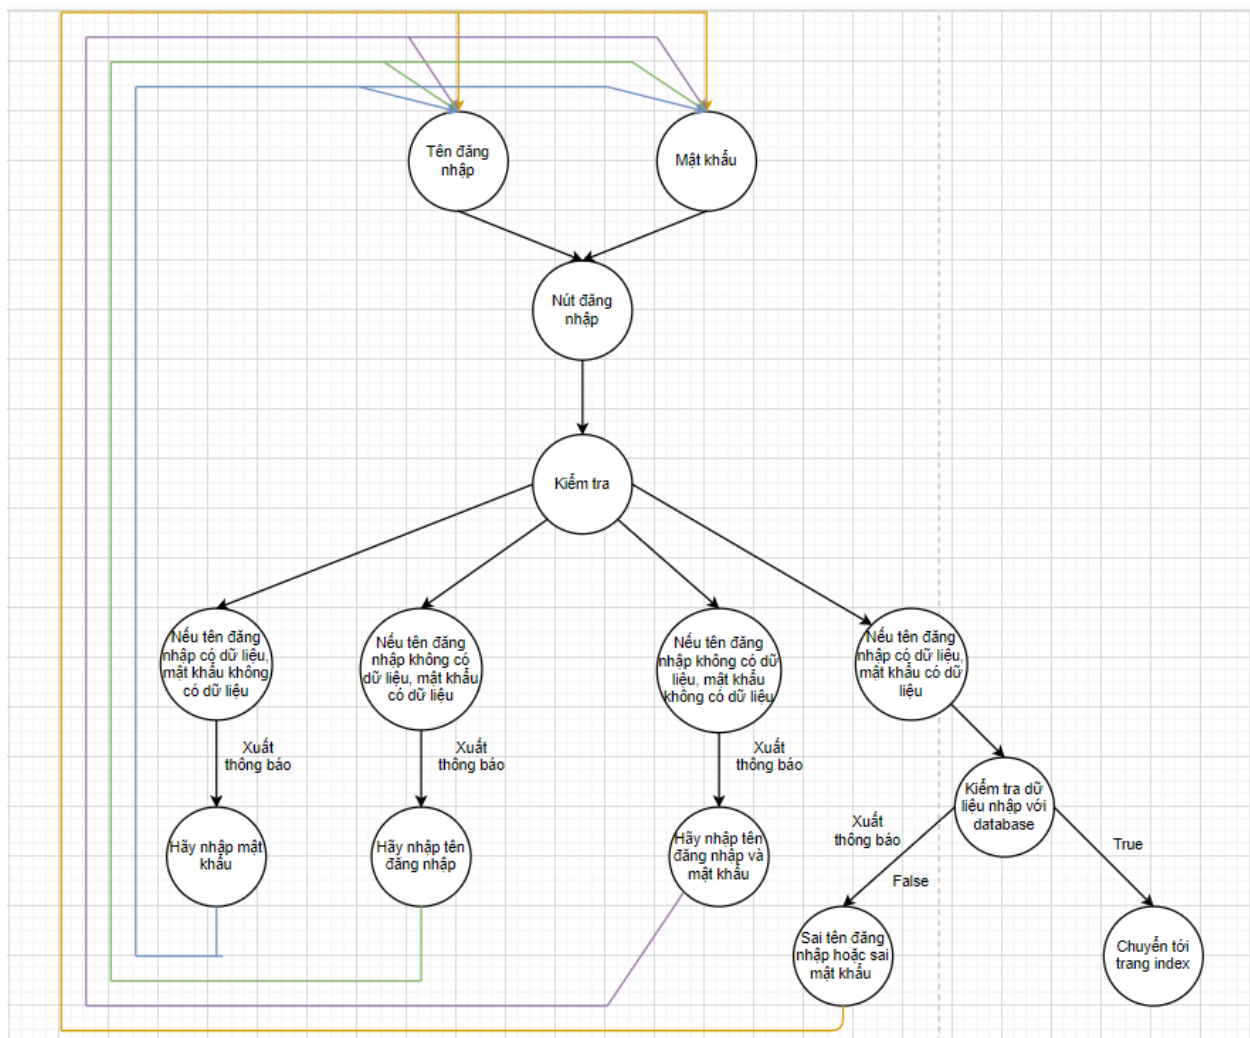 Tên đăng
nhập
Mật khẩu
Nút đăng
nhập
Kiểm tra
Nếu tên đăng
nhập có dữ liệu,
mật khẩu không
có dữ liệu
Nếu tên đăng
nhập không có
dữ liệu, mật khẩu
có dữ liệu
Nếu tên đăng
nhập không có dữ
liệu, mật khẩu
không có dữ liệu
Nếu tên đăng
nhập có dữ liệu,
mật khẩu có dữ
liệu
Xuất
thông báo
Xuất
thông báo
Xuất
thông báo
Hãy nhập mật
khẩu
Hãy nhập tên
đăng nhập
Hãy nhập tên
đăng nhập và
mật khẩu
Kiểm tra dữ
liệu nhập với
database
Xuất
thông báo
False
True
Sai tên đăng
nhập hoặc sai
mật khẩu
Chuyển tới
trang index